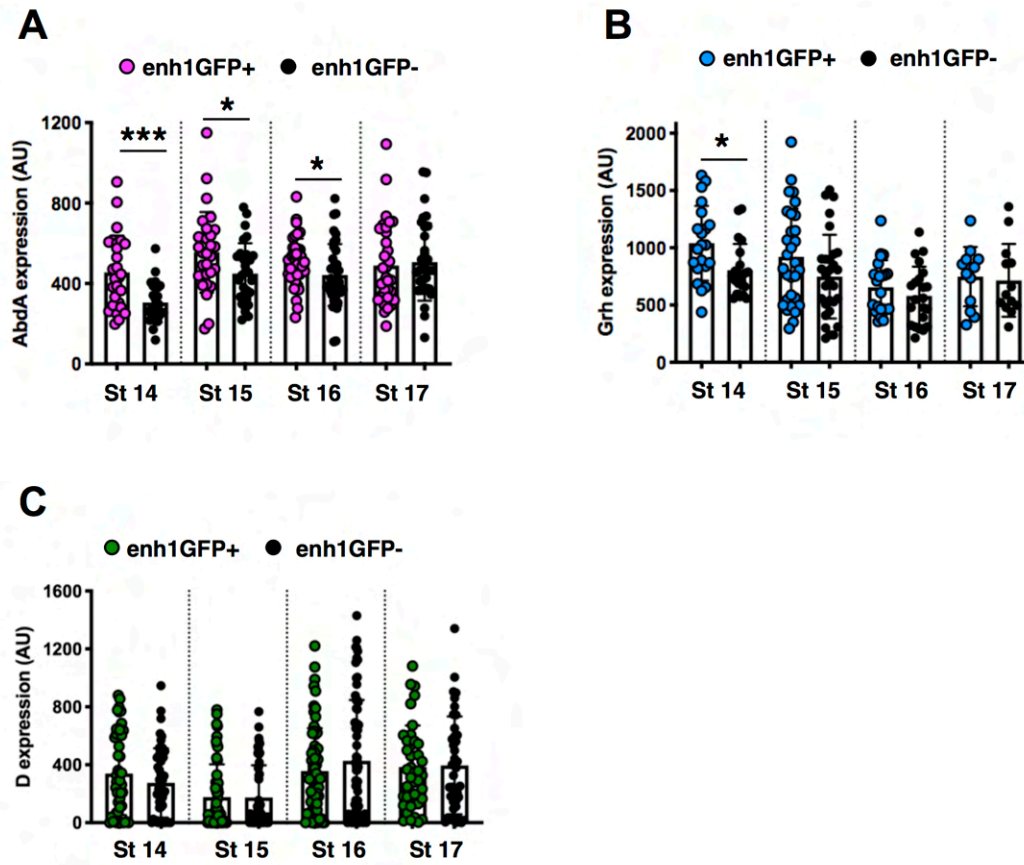 A
enh1GFP+ enh1GFP-
AbdA expression (AU)
1200
800
400
0
***
*
*
St 14 St 15 St 16 St 17
B
enh1GFP+ enh1GFP-
Grh expression (AU)
2000
1500
1000
500
0
*
St 14 St 15 St 16 St 17
C
enh1GFP+ enh1GFP-
D expression (AU)
1600
1200
800
400
0
St 14 St 15 St 16 St 17